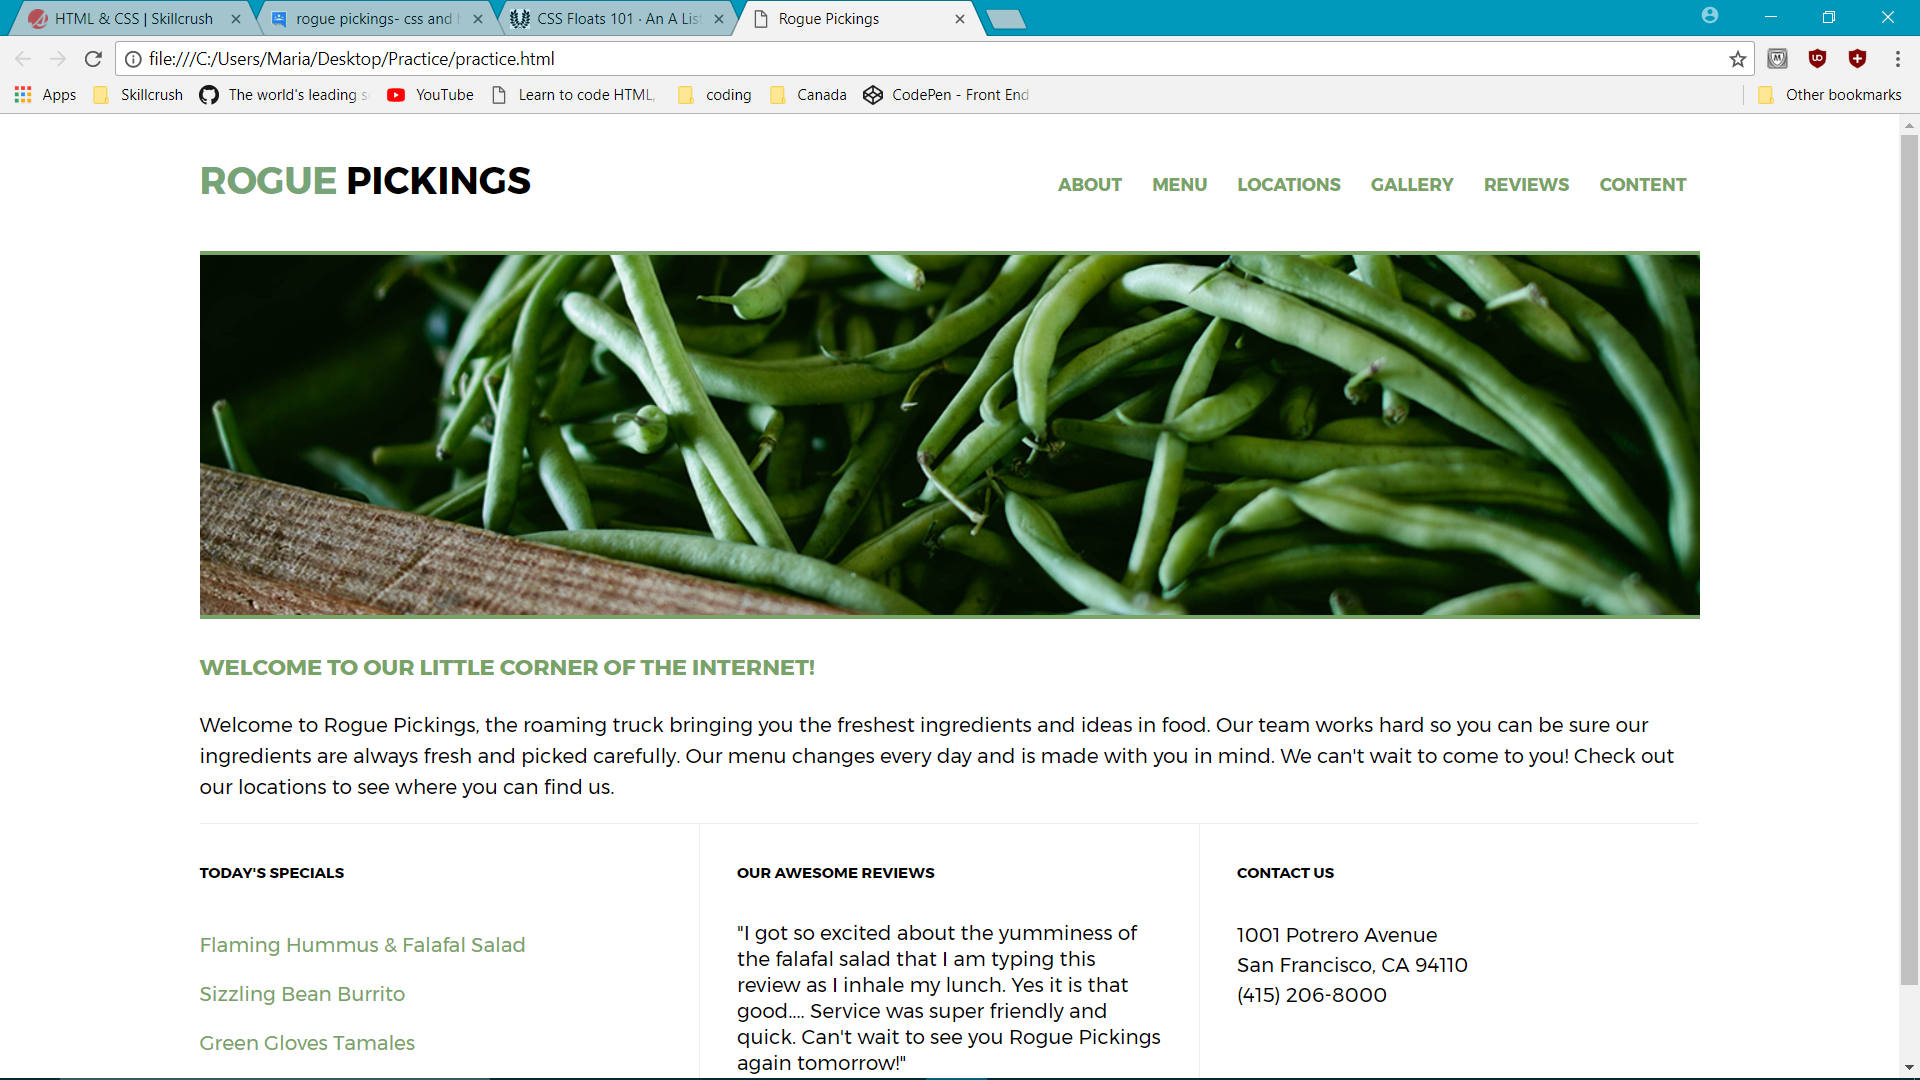 HTML & CSS | Skillcrush
rogue pickings- css and
CSS Floats 101 · An A List
Rogue Pickings
file:///C:/Users/Maria/Desktop/Practice/practice.html
Apps
Skillcrush
The world's leading
YouTube
Learn to code HTML,
coding
Canada
CodePen - Front End
Other bookmarks
ROGUE PICKINGS
ABOUT MENU LOCATIONS GALLERY REVIEWS CONTENT
WELCOME TO OUR LITTLE CORNER OF THE INTERNET!
Welcome to Rogue Pickings, the roaming truck bringing you the freshest ingredients and ideas in food. Our team works hard so you can be sure our
ingredients are always fresh and picked carefully. Our menu changes every day and is made with you in mind. We can't wait to come to you! Check out
our locations to see where you can find us.
TODAY'S SPECIALS
Flaming Hummus & Falafal Salad
Sizzling Bean Burrito
Green Gloves Tamales
OUR AWESOME REVIEWS
"I got so excited about the yumminess of
the falafal salad that I am typing this
review as I inhale my lunch. Yes it is that
good.... Service was super friendly and
quick. Can't wait to see you Rogue Pickings
again tomorrow!"
CONTACT US
1001 Potrero Avenue
San Francisco, CA 94110
(415) 206-8000